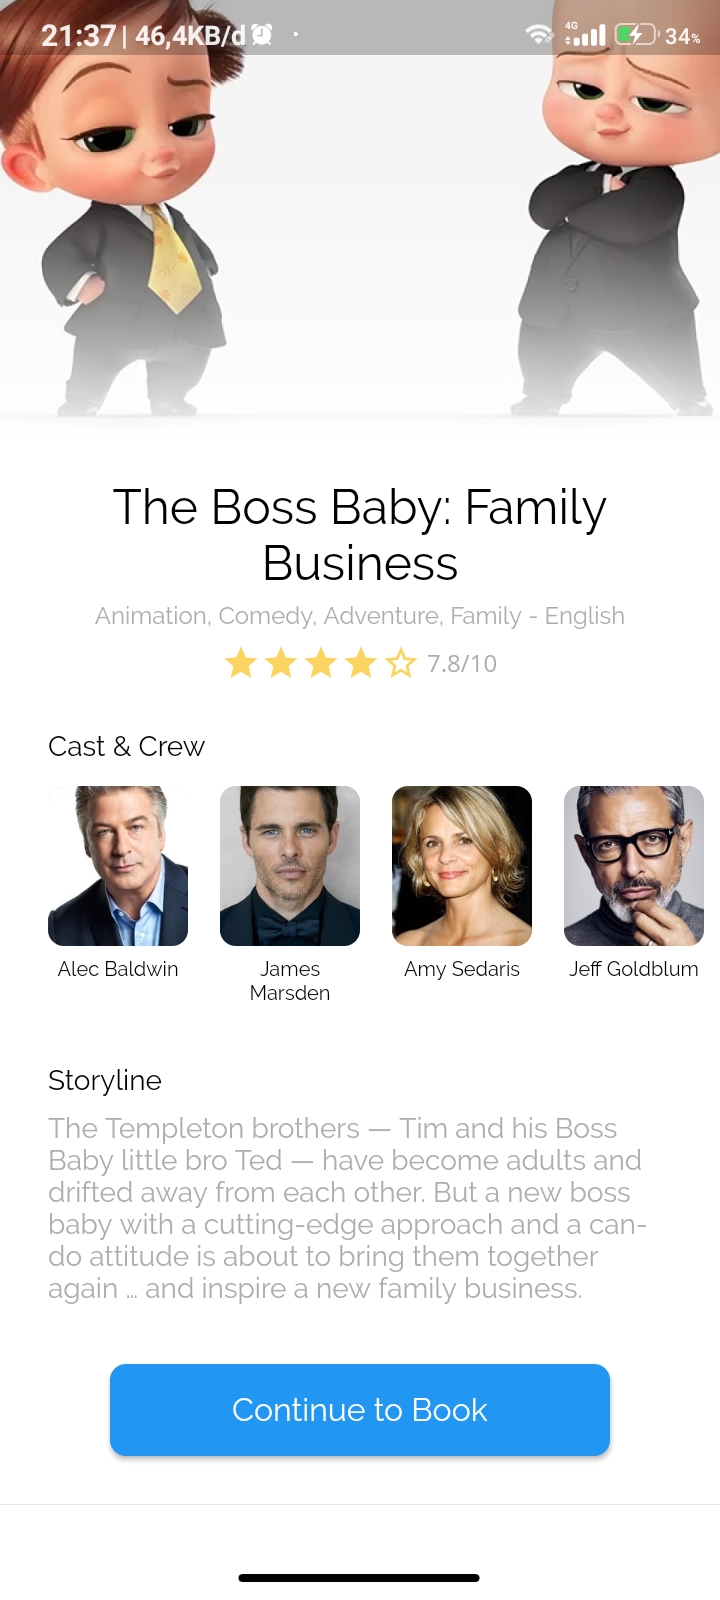 21:37 | 46,4KB/d
4G
34%
The Boss Baby: Family
Business
Animation, Comedy, Adventure, Family - English
7.8/10
Cast & Crew
Alec Baldwin
James
Marsden
Amy Sedaris
Jeff Goldblum
Storyline
The Templeton brothers — Tim and his Boss
Baby little bro Ted — have become adults and
drifted away from each other. But a new boss
baby with a cutting-edge approach and a can-
do attitude is about to bring them together
again … and inspire a new family business.
Continue to Book